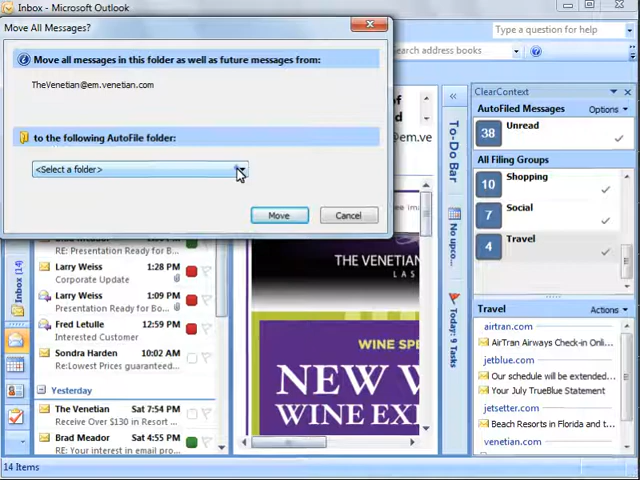 Inbox - Microsoft Outlook
Move All Messages?
Type a question for help
Move all messages in this folder as well as future messages from:
TheVenetian@em.venetian.com
to the following AutoFile folder:
<Select a folder>
Move
Cancel
search address books
of
d
@em.ve
THE VENETIAN
LAS
WINE SPE
NEW V
WINE EXI
RE: Presentation Ready for B...
Larry Weiss 1:28 PM
Corporate Update
Larry Weiss 1:09 PM
Presentation Ready for Bo...
Fred Letulle 12:59 PM
Interested Customer
Sondra Harden 10:02 AM
Re:Lowest Prices guaranteed...
Yesterday
The Venetian Sat 7:54 PM
Receive Over $130 in Resort ...
Brad Meador Sat 4:55 PM
RE: Your interest in email pro...
Inbox (14)
14 Items
«
To-Do Bar
No upco...
Today: 9 Tasks
ClearContext
AutoFiled Messages Options
38 Unread
All Filing Groups
10 Shopping
7 Social
4 Travel
Travel Actions
airtran.com
AirTran Airways Check-in Onli...
jetblue.com
Our schedule will be extended...
Your July TrueBlue Statement
jetsetter.com
Beach Resorts in Florida and t...
venetian.com